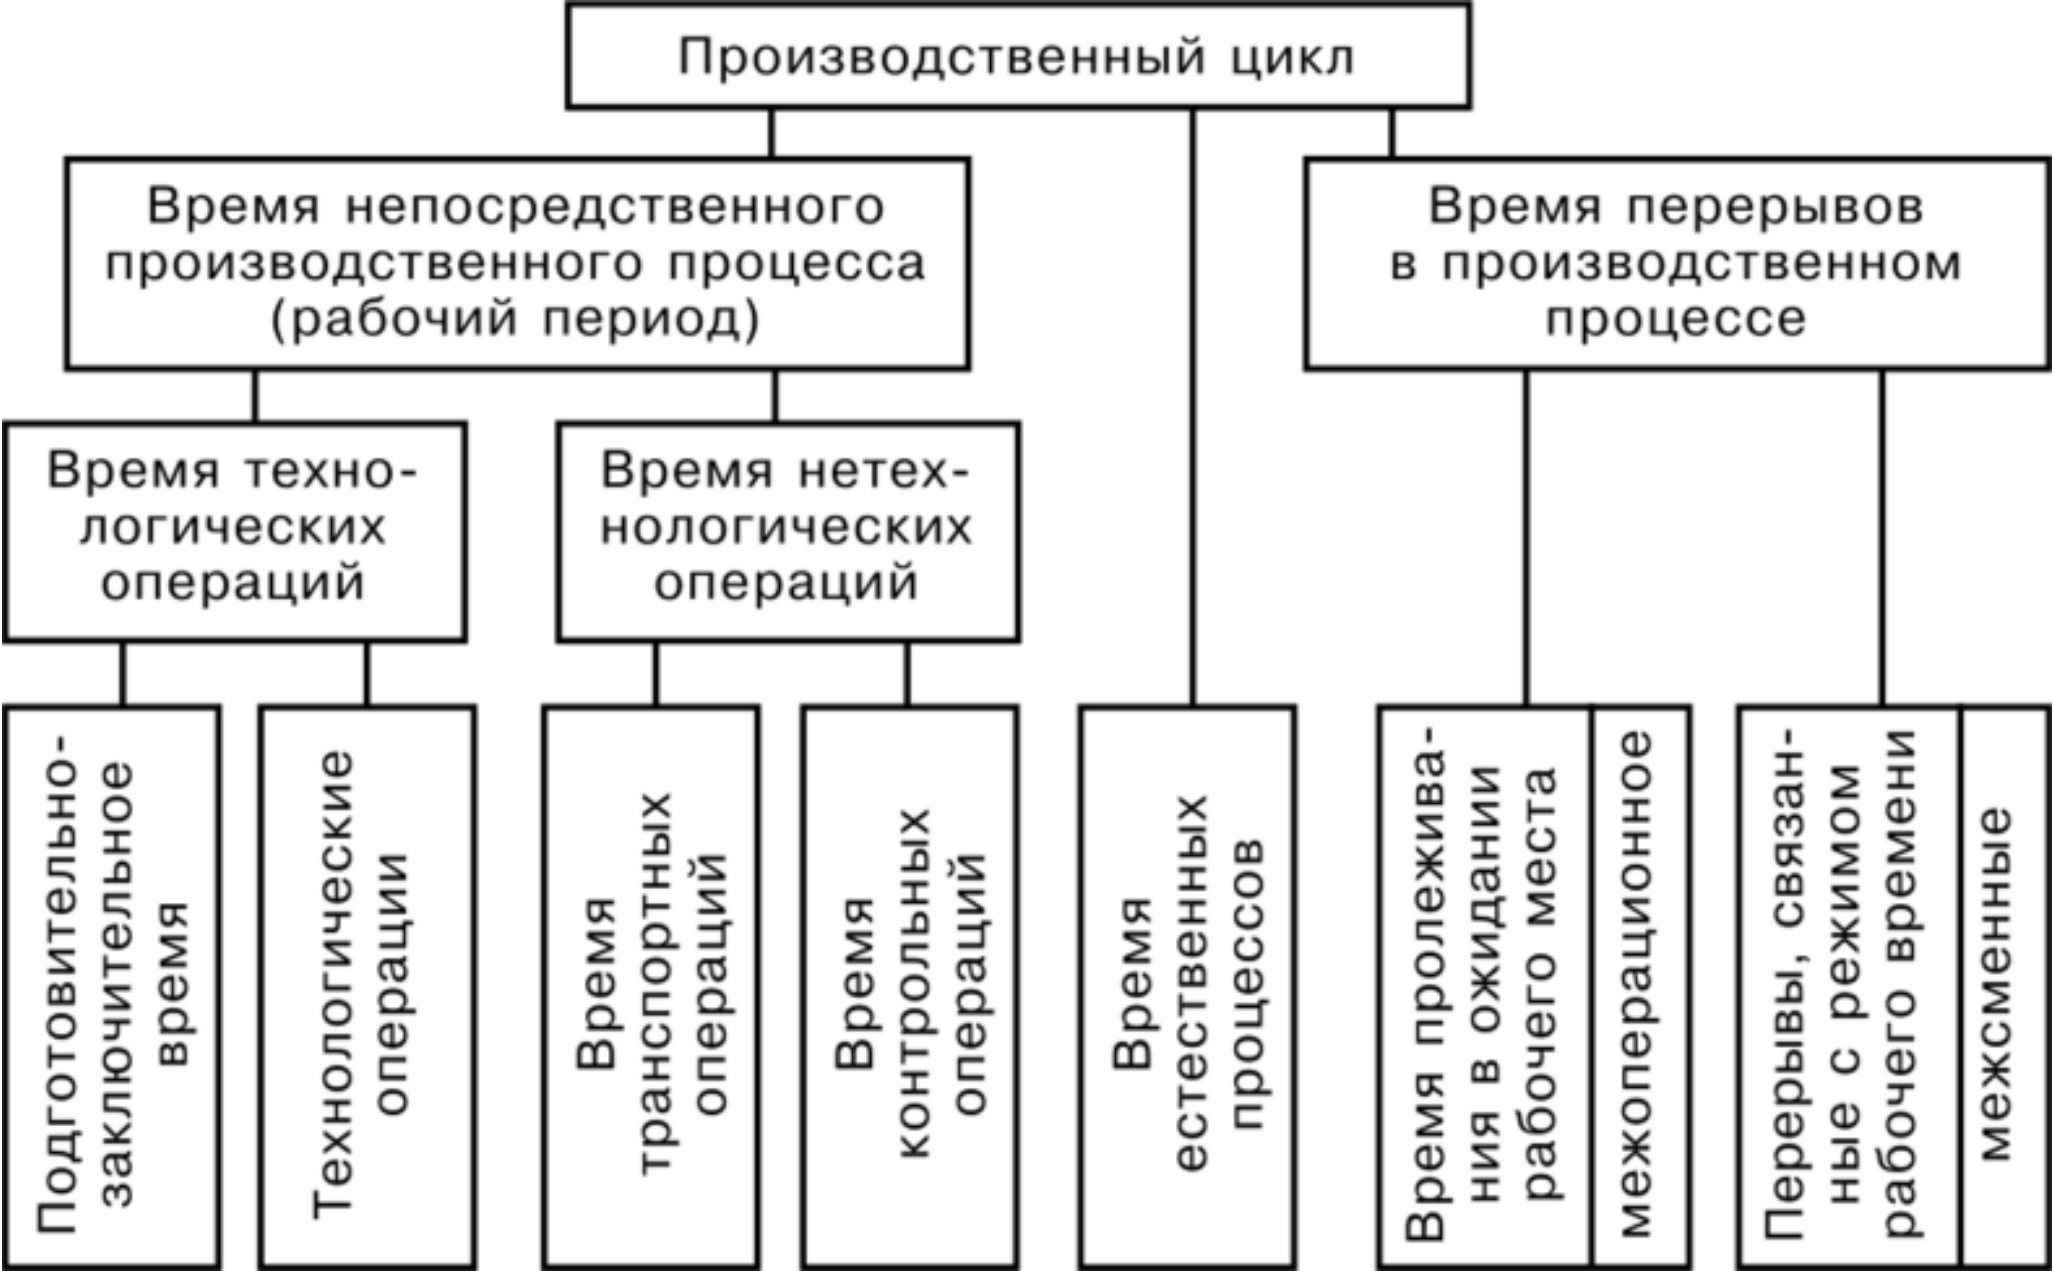 Производственный цикл
Время непосредственного
производственного процесса
(рабочий период)
Время перерывов
в производственном
процессе
Время техно-
логических
операций
Время нетех-
нологических
операций
Подготовительно-
заключительное
время
Технологические
операции
Время
транспортных
операций
Время
контрольных
операций
Время
естественных
процессов
Время пролежива-
ния в ожидании
рабочего места
межоперационное
Перерывы, связан-
ные с режимом
рабочего времени
межсменные